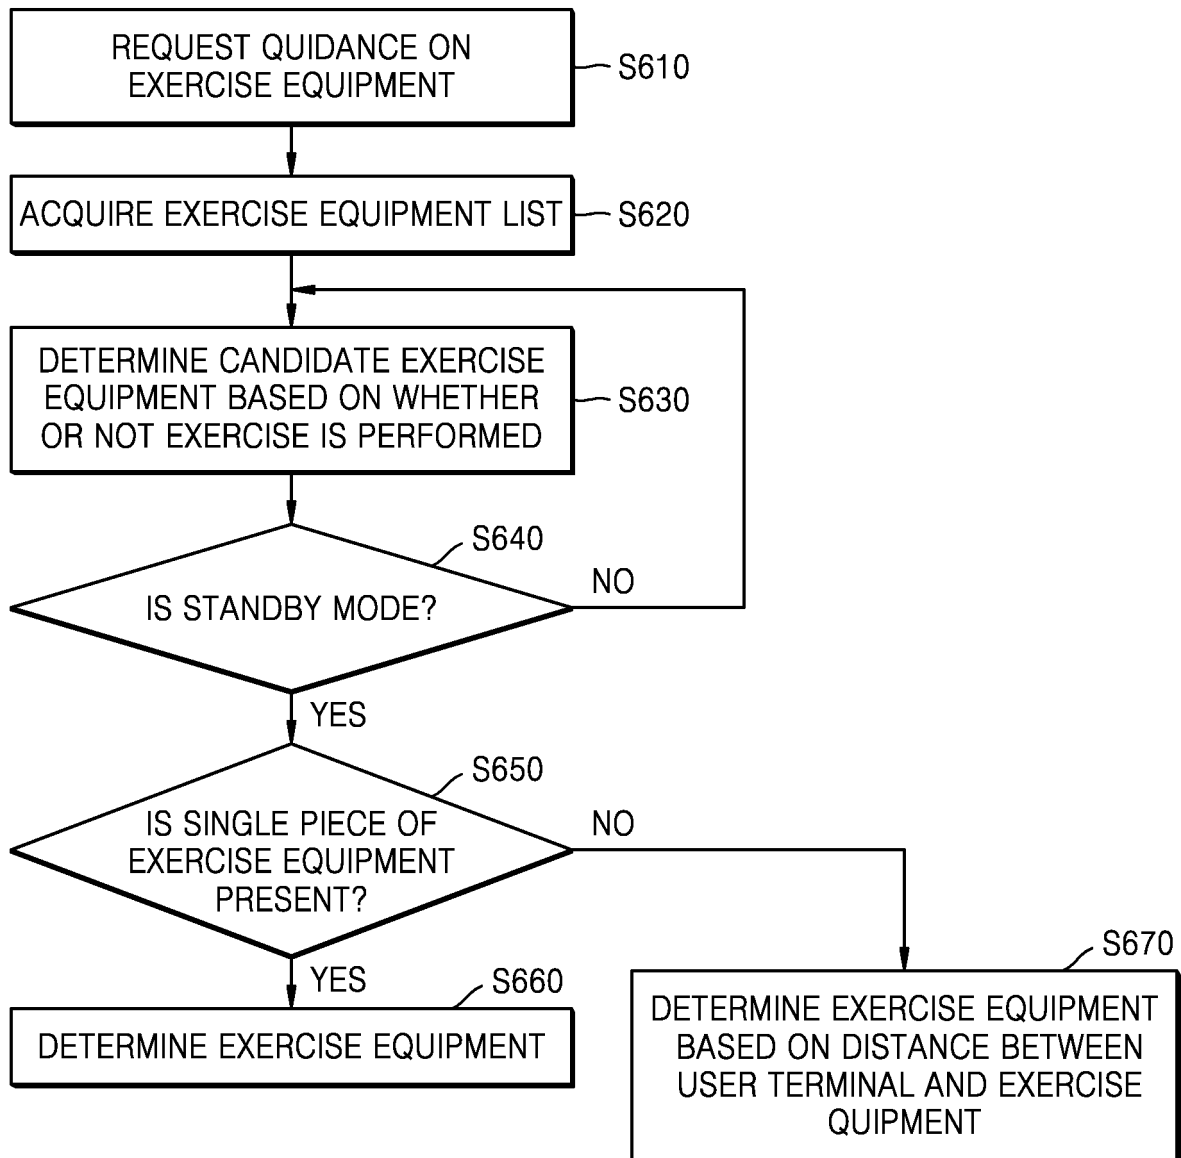 REQUEST QUIDANCE ON
EXERCISE EQUIPMENT
S610
ACQUIRE EXERCISE EQUIPMENT LIST
S620
DETERMINE CANDIDATE EXERCISE
EQUIPMENT BASED ON WHETHER
OR NOT EXERCISE IS PERFORMED
S630
S640
IS STANDBY MODE?
NO
YES
S650
IS SINGLE PIECE OF
EXERCISE EQUIPMENT
PRESENT?
NO
YES
S660
DETERMINE EXERCISE EQUIPMENT
S670
DETERMINE EXERCISE EQUIPMENT
BASED ON DISTANCE BETWEEN
USER TERMINAL AND EXERCISE
QUIPMENT